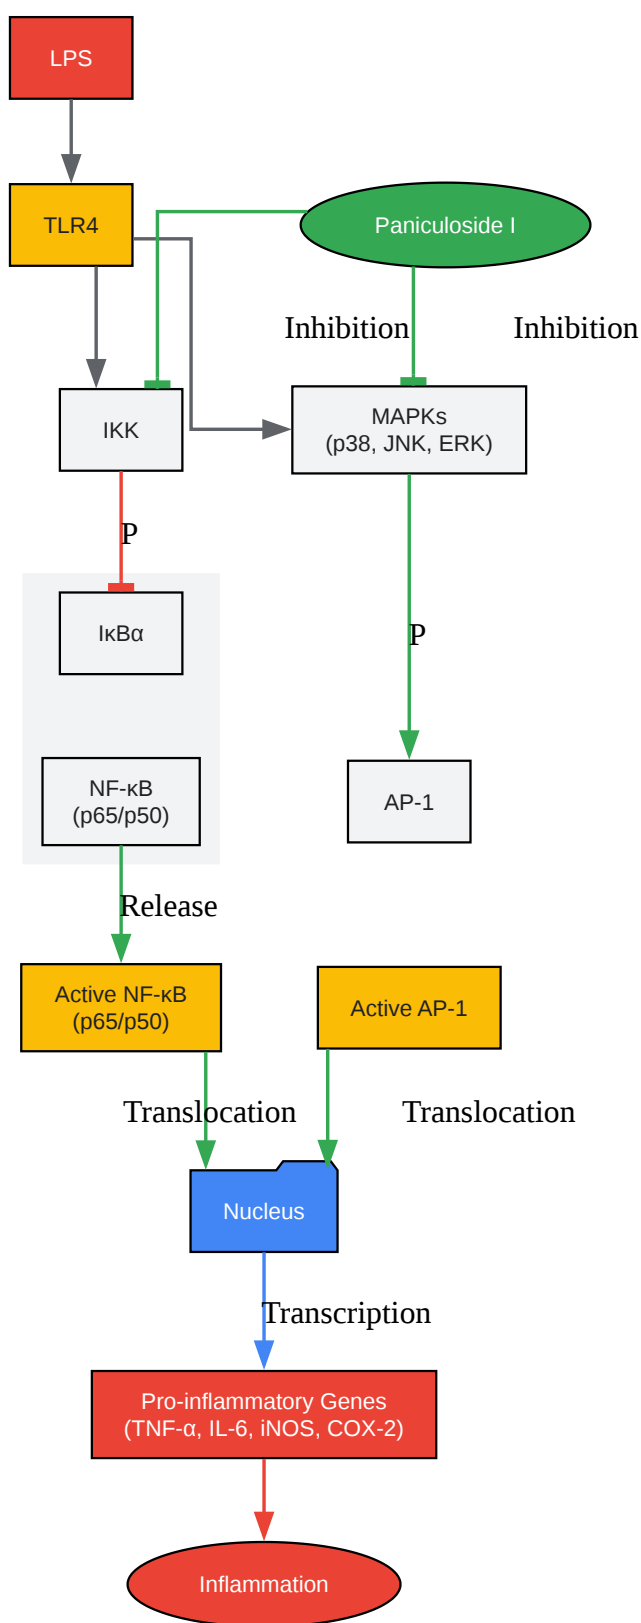 LPS
TLR4
Paniculoside I
Inhibition
Inhibition
IKK
MAPKs
(p38, JNK, ERK)
P
IκBα
P
NF-κB
(p65/p50)
AP-1
Release
Active NF-κB
(p65/p50)
Active AP-1
Translocation
Translocation
Nucleus
Transcription
Pro-inflammatory Genes
(TNF-α, IL-6, iNOS, COX-2)
Inflammation